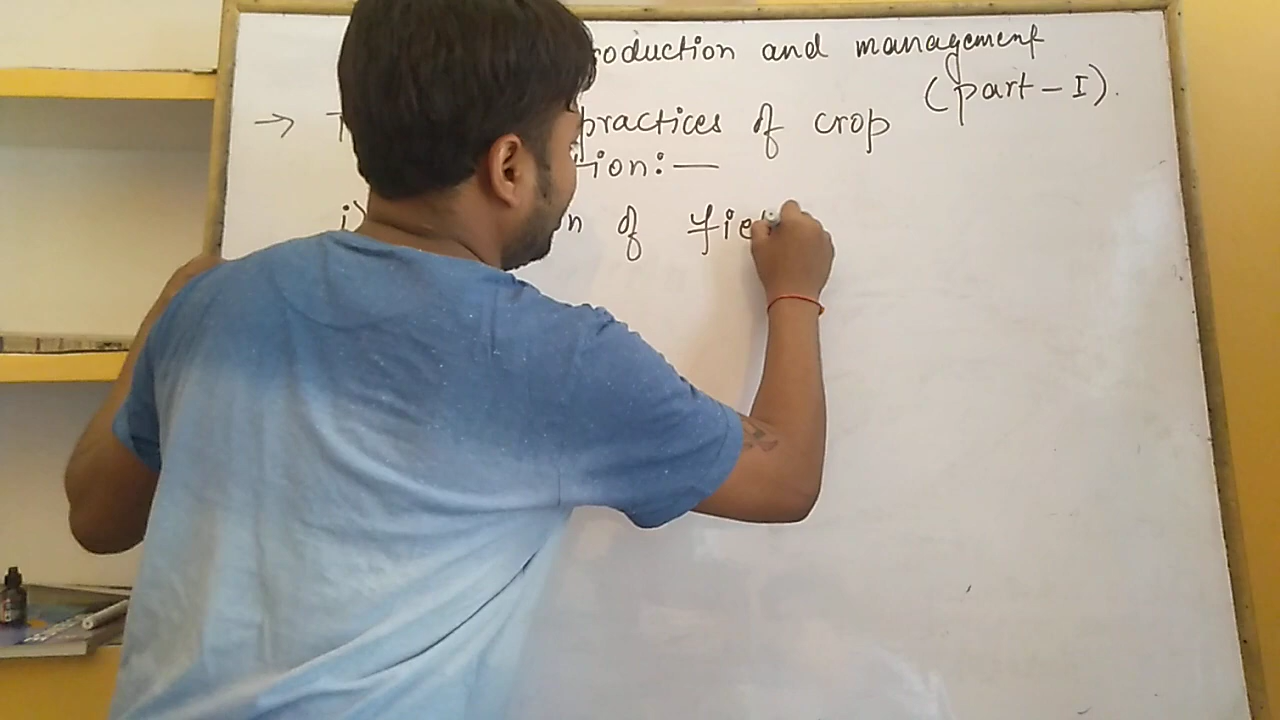 roduction and management
(part-I).
→ T practices of crop
tion:—
i) n of fie